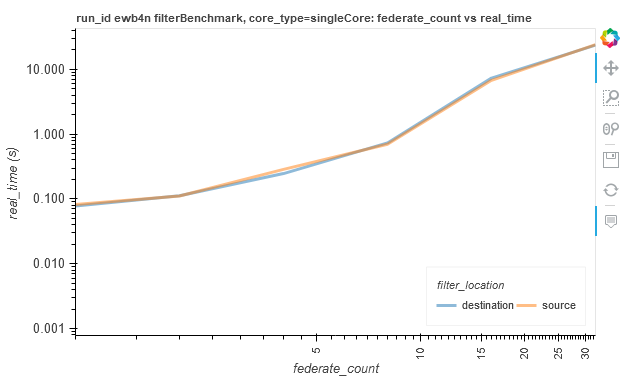 run_id ewb4n filterBenchmark, core_type=singleCore: federate_count vs real_time
10.000
1.000
0.100
0.010
0.001
real_time (s)
5
10
15
20
25
30
federate_count
filter_location
destination
source